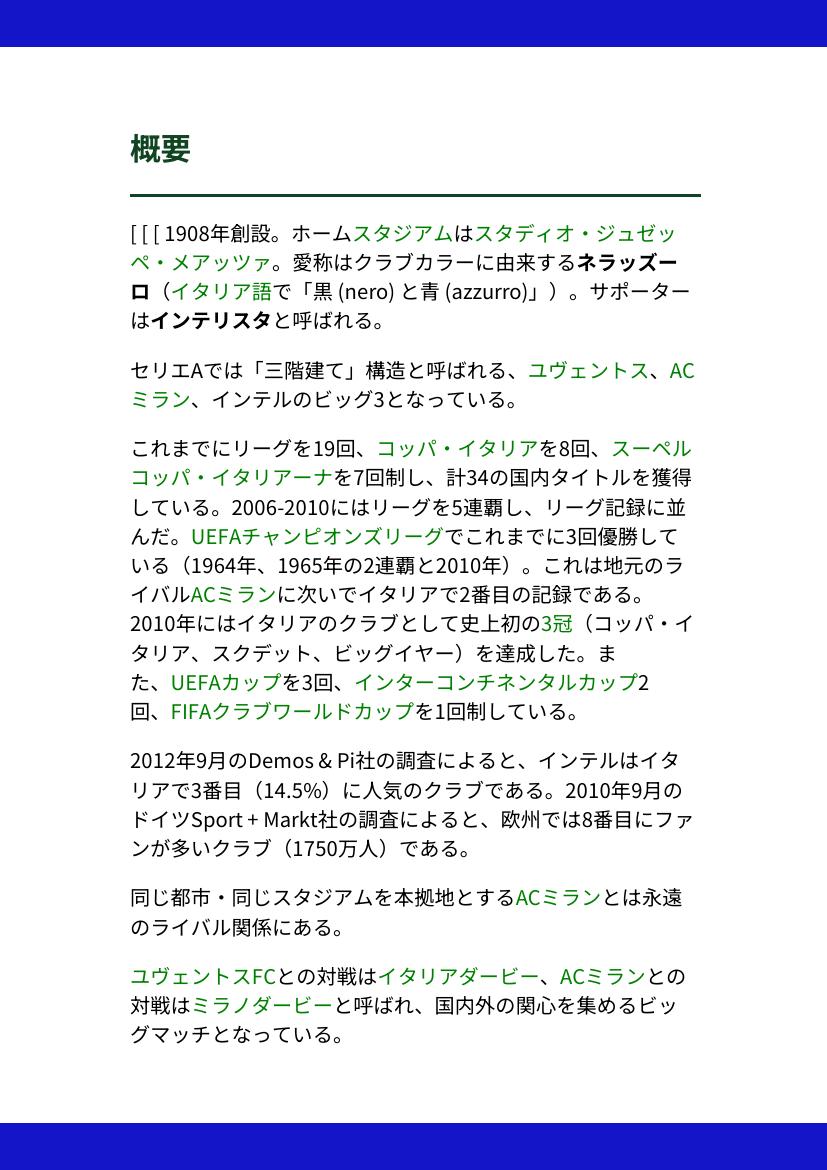 概要
[ [ [ 1908年創設。ホームスタジアムはスタディオ・ジュゼッ
ペ・メアッツァ。愛称はクラブカラーに由来するネラッズー
ロ（イタリア語で「黒 (nero) と青 (azzurro)」）。サポーター
はインテリスタと呼ばれる。
セリエAでは「三階建て」構造と呼ばれる、ユヴェントス、AC
ミラン、インテルのビッグ3となっている。
これまでにリーグを19回、コッパ・イタリアを8回、スーペル
コッパ・イタリアーナを7回制し、計34の国内タイトルを獲得
している。2006-2010にはリーグを5連覇し、リーグ記録に並
んだ。UEFAチャンピオンズリーグでこれまでに3回優勝して
いる（1964年、1965年の2連覇と2010年）。これは地元のラ
イバルACミランに次いでイタリアで2番目の記録である。
2010年にはイタリアのクラブとして史上初の3冠（コッパ・イ
タリア、スクデット、ビッグイヤー）を達成した。ま
た、UEFAカップを3回、インターコンチネンタルカップ2
回、FIFAクラブワールドカップを1回制している。
2012年9月のDemos & Pi社の調査によると、インテルはイタ
リアで3番目（14.5%）に人気のクラブである。2010年9月の
ドイツSport + Markt社の調査によると、欧州では8番目にファ
ンが多いクラブ（1750万人）である。
同じ都市・同じスタジアムを本拠地とするACミランとは永遠
のライバル関係にある。
ユヴェントスFCとの対戦はイタリアダービー、ACミランとの
対戦はミラノダービーと呼ばれ、国内外の関心を集めるビッ
グマッチとなっている。